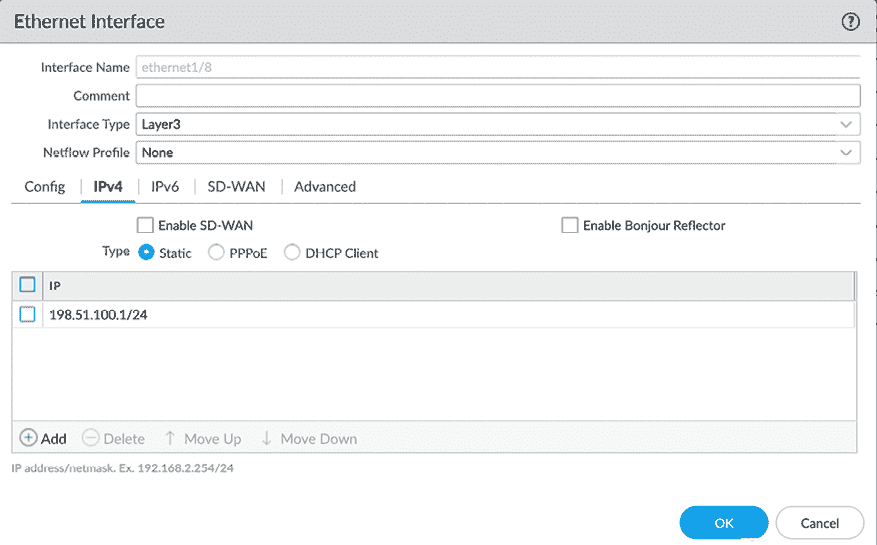 Ethernet Interface ?
Interface Name ethernet1/8
Comment
Interface Type Layer3
Netflow Profile None
Config IPv4 IPv6 SD-WAN Advanced
Enable SD-WAN Enable Bonjour Reflector
Type Static PPPoE DHCP Client
IP
198.51.100.1/24
Add Delete Move Up Move Down
IP address/netmask. Ex. 192.168.2.254/24
OK Cancel